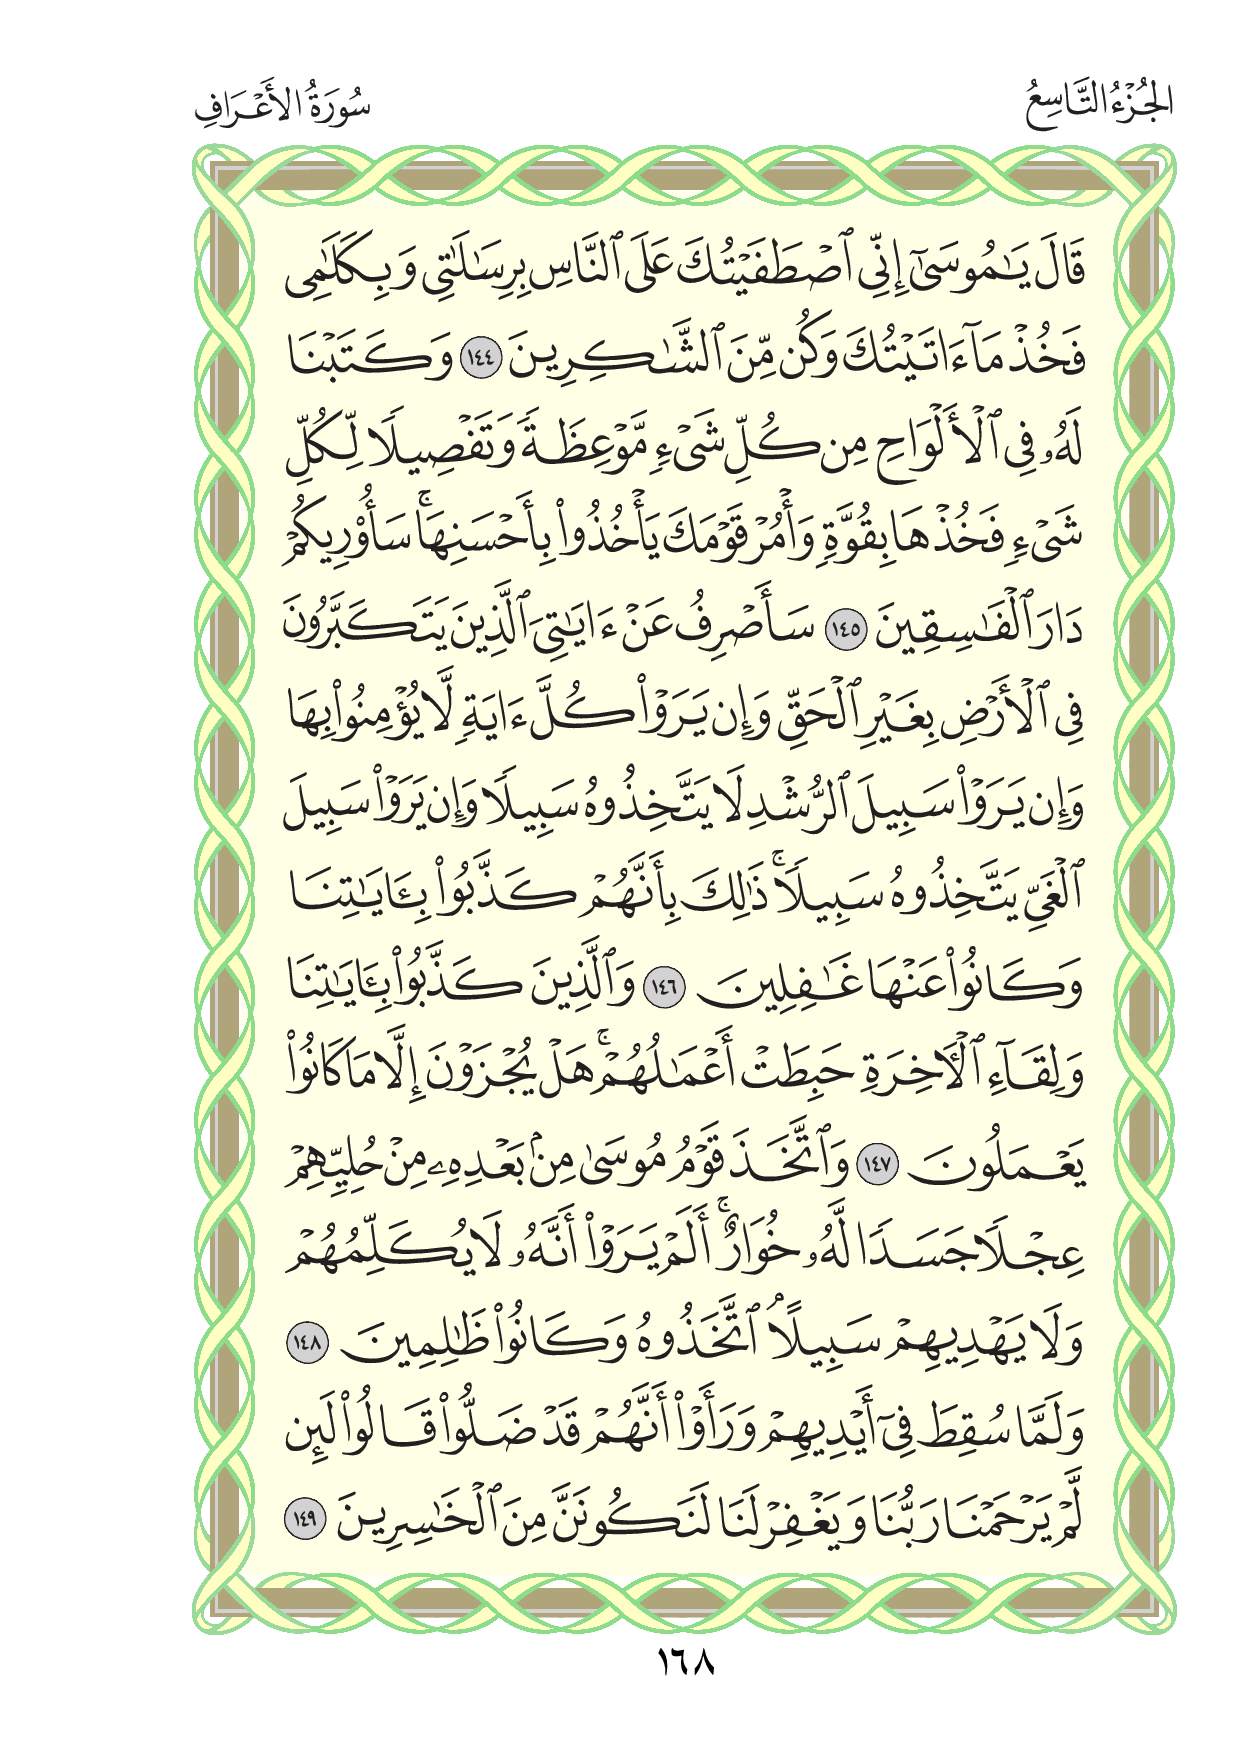 الجُزْءُ التَّاسِعُ
سُورَةُ الأَعْرَافِ
قَالَ يَٰمُوسَىٰٓ إِنِّى ٱصْطَفَيْتُكَ عَلَى ٱلنَّاسِ بِرِسَٰلَٰتِى وَبِكَلَٰمِى
فَخُذْ مَآ ءَاتَيْتُكَ وَكُن مِّنَ ٱلشَّٰكِرِينَ ١٤٤ وَكَتَبْنَا
لَهُۥ فِى ٱلْأَلْوَاحِ مِن كُلِّ شَىْءٍ مَّوْعِظَةً وَتَفْصِيلًا لِّكُلِّ
شَىْءٍ فَخُذْهَا بِقُوَّةٍ وَأْمُرْ قَوْمَكَ يَأْخُذُوا۟ بِأَحْسَنِهَا ۚ سَأُو۟رِيكُمْ
دَارَ ٱلْفَٰسِقِينَ ١٤٥ سَأَصْرِفُ عَنْ ءَايَٰتِىَ ٱلَّذِينَ يَتَكَبَّرُونَ
فِى ٱلْأَرْضِ بِغَيْرِ ٱلْحَقِّ وَإِن يَرَوْا۟ كُلَّ ءَايَةٍ لَّا يُؤْمِنُوا۟ بِهَا
وَإِن يَرَوْا۟ سَبِيلَ ٱلرُّشْدِ لَا يَتَّخِذُوهُ سَبِيلًا وَإِن يَرَوْا۟ سَبِيلَ
ٱلْغَىِّ يَتَّخِذُوهُ سَبِيلًا ۚ ذَٰلِكَ بِأَنَّهُمْ كَذَّبُوا۟ بِـَٔايَٰتِنَا
وَكَانُوا۟ عَنْهَا غَٰفِلِينَ ١٤٦ وَٱلَّذِينَ كَذَّبُوا۟ بِـَٔايَٰتِنَا
وَلِقَآءِ ٱلْـَٔاخِرَةِ حَبِطَتْ أَعْمَٰلُهُمْ ۚ هَلْ يُجْزَوْنَ إِلَّا مَا كَانُوا۟
يَعْمَلُونَ ١٤٧ وَٱتَّخَذَ قَوْمُ مُوسَىٰ مِنۢ بَعْدِهِۦ مِنْ حُلِيِّهِمْ
عِجْلًا جَسَدًا لَّهُۥ خُوَارٌ ۚ أَلَمْ يَرَوْا۟ أَنَّهُۥ لَا يُكَلِّمُهُمْ
وَلَا يَهْدِيهِمْ سَبِيلًا ۘ ٱتَّخَذُوهُ وَكَانُوا۟ ظَٰلِمِينَ ١٤٨
وَلَمَّا سُقِطَ فِىٓ أَيْدِيهِمْ وَرَأَوْا۟ أَنَّهُمْ قَدْ ضَلُّوا۟ قَالُوا۟ لَئِن
لَّمْ يَرْحَمْنَا رَبُّنَا وَيَغْفِرْ لَنَا لَنَكُونَنَّ مِنَ ٱلْخَٰسِرِينَ ١٤٩
١٦٨